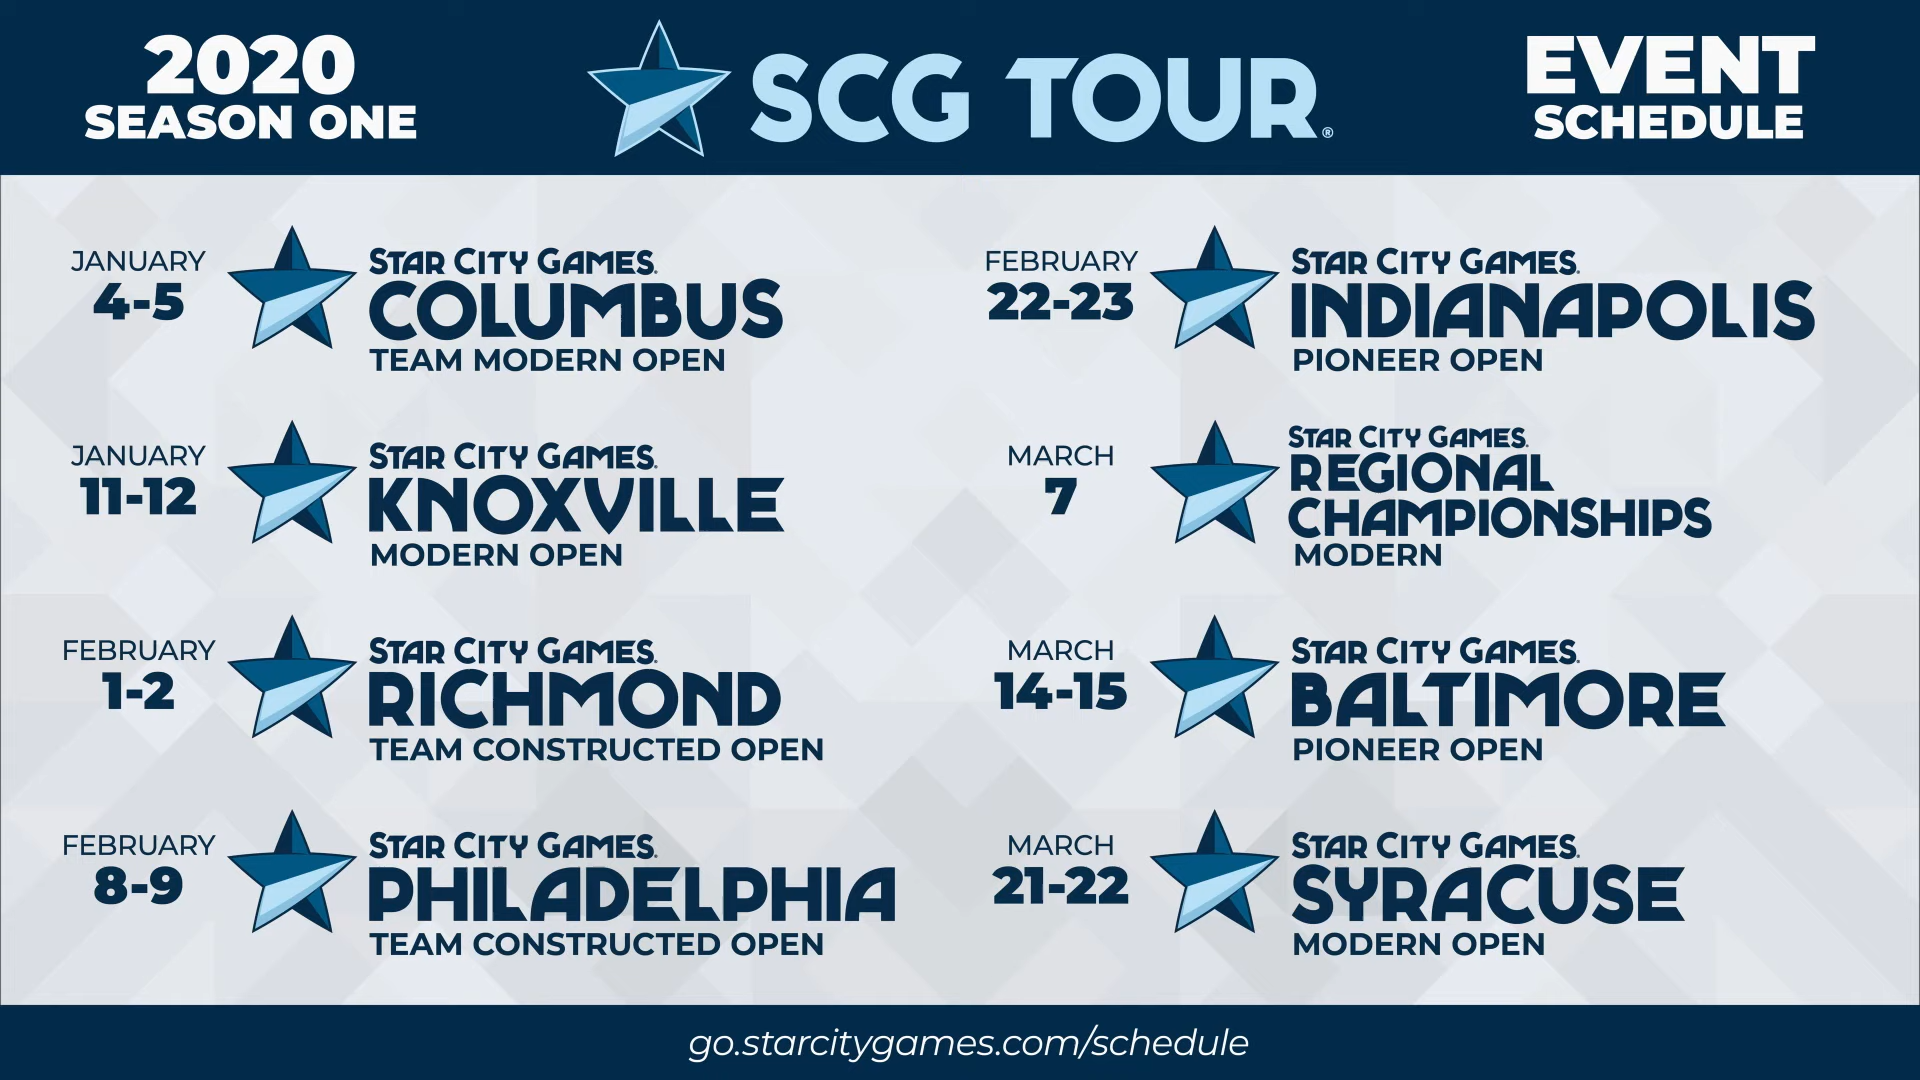 2020
SEASON ONE
SCG TOUR®
EVENT
SCHEDULE
JANUARY
4-5
STAR CITY GAMES.
COLUMBUS
TEAM MODERN OPEN
JANUARY
11-12
STAR CITY GAMES.
KNOXVILLE
MODERN OPEN
FEBRUARY
1-2
STAR CITY GAMES.
RICHMOND
TEAM CONSTRUCTED OPEN
FEBRUARY
8-9
STAR CITY GAMES.
PHILADELPHIA
TEAM CONSTRUCTED OPEN
FEBRUARY
22-23
STAR CITY GAMES.
INDIANAPOLIS
PIONEER OPEN
MARCH
7
STAR CITY GAMES.
REGIONAL
CHAMPIONSHIPS
MODERN
MARCH
14-15
STAR CITY GAMES.
BALTIMORE
PIONEER OPEN
MARCH
21-22
STAR CITY GAMES.
SYRACUSE
MODERN OPEN
go.starcitygames.com/schedule